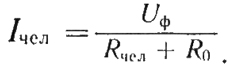 I_чел = U_ф / (R_чел + R_0).